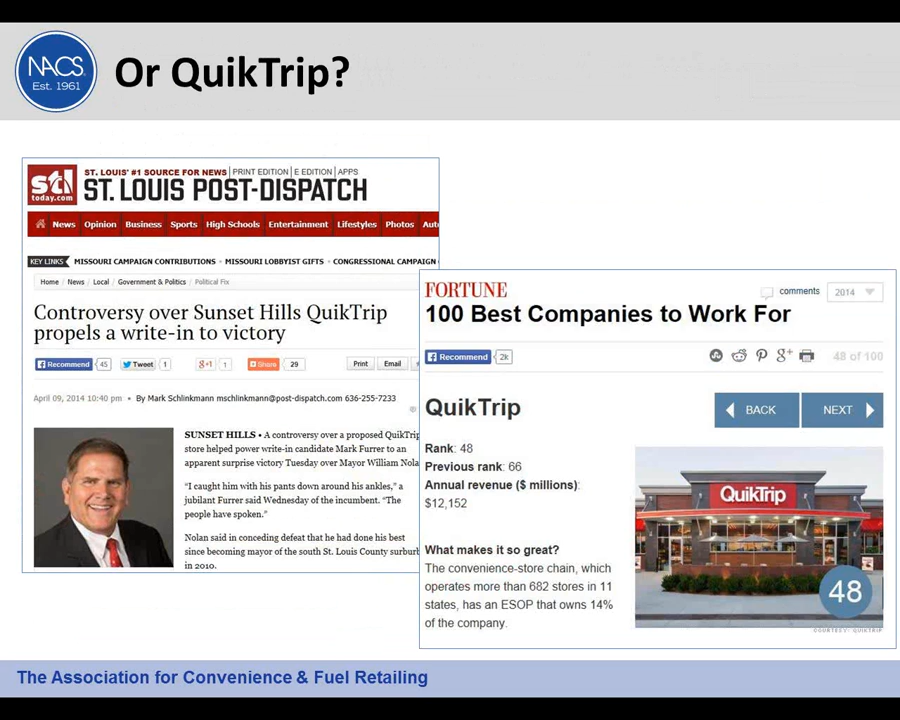 NACS
Est. 1961
Or QuikTrip?
stl
today.com
ST. LOUIS' #1 SOURCE FOR NEWS PRINT EDITION E EDITION APPS
ST. LOUIS POST-DISPATCH
News Opinion Business Sports High Schools Entertainment Lifestyles Photos
KEY LINKS MISSOURI CAMPAIGN CONTRIBUTIONS • MISSOURI LOBBYIST GIFTS • CONGRESSIONAL CAMPAIGN
Home / News / Local / Government & Politics / Political Fix
Controversy over Sunset Hills QuikTrip
propels a write-in to victory
Recommend 45 Tweet 1 g+1 1 Share 29 Print Email
April 09, 2014 10:40 pm • By Mark Schlinkmann mschlinkmann@post-dispatch.com 636-255-7233
SUNSET HILLS • A controversy over a proposed QuikTrip
store helped power write-in candidate Mark Furrer to an
apparent surprise victory Tuesday over Mayor William Nola
"I caught him with his pants down around his ankles," a
jubilant Furrer said Wednesday of the incumbent. "The
people have spoken."
Nolan said in conceding defeat that he had done his best
since becoming mayor of the south St. Louis County suburb
in 2010.
FORTUNE
comments 2014
100 Best Companies to Work For
Recommend 2k
48 of 100
QuikTrip
BACK NEXT
Rank: 48
Previous rank: 66
Annual revenue ($ millions):
$12,152
What makes it so great?
The convenience-store chain, which
operates more than 682 stores in 11
states, has an ESOP that owns 14%
of the company.
QuikTrip
48
COURTESY: QUIKTRIP
The Association for Convenience & Fuel Retailing